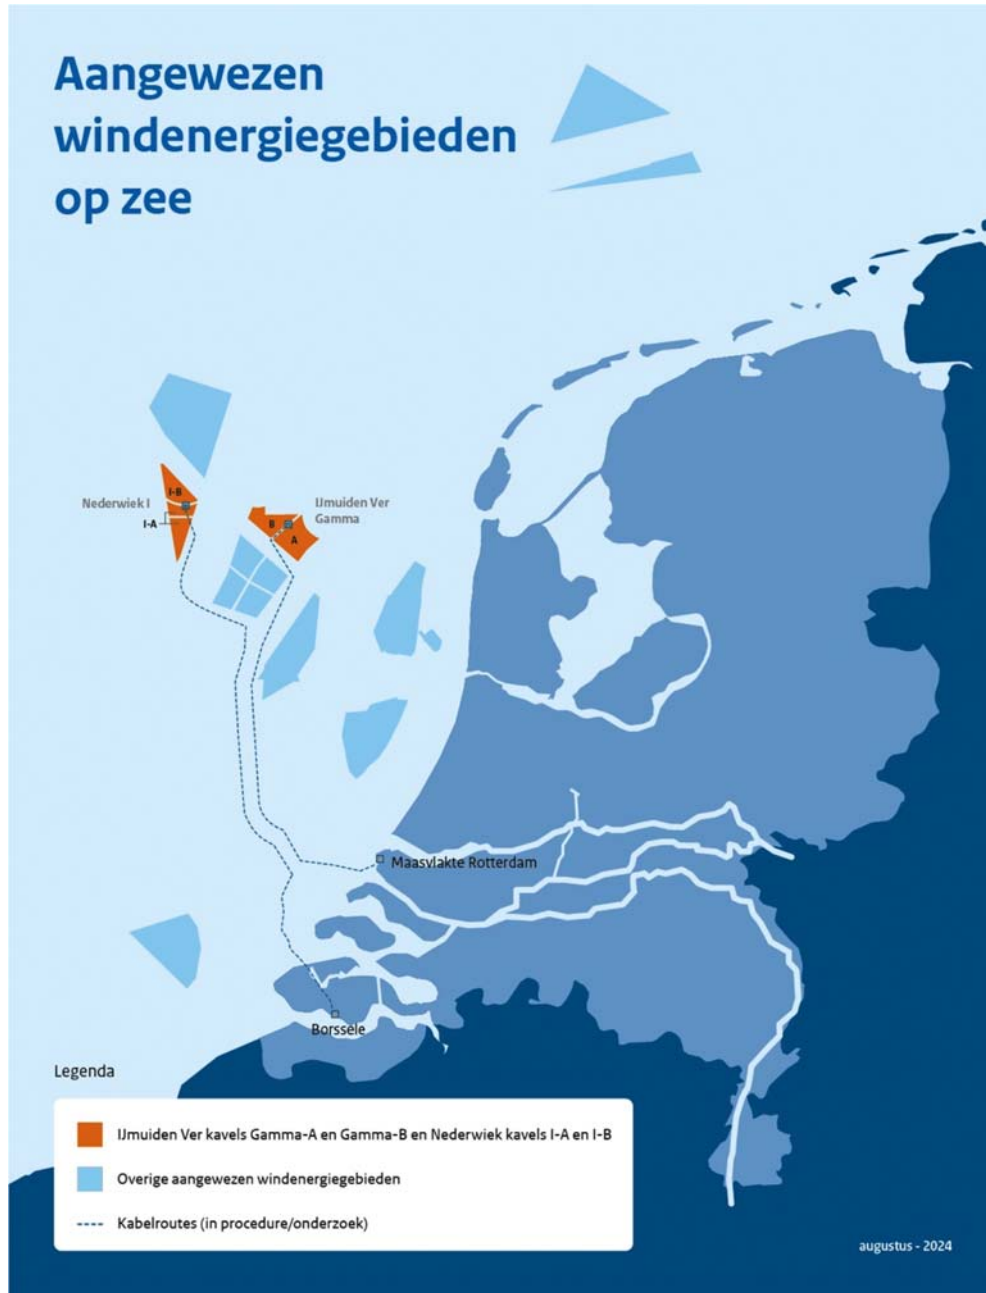 Aangewezen
windenergiegebieden
op zee
I-B
Nederwiek I
I-A
IJmuiden Ver
Gamma
B
A
Maasvlakte Rotterdam
Borssele
Legenda
IJmuiden Ver kavels Gamma-A en Gamma-B en Nederwiek kavels I-A en I-B
Overige aangewezen windenergiegebieden
Kabelroutes (in procedure/onderzoek)
augustus - 2024